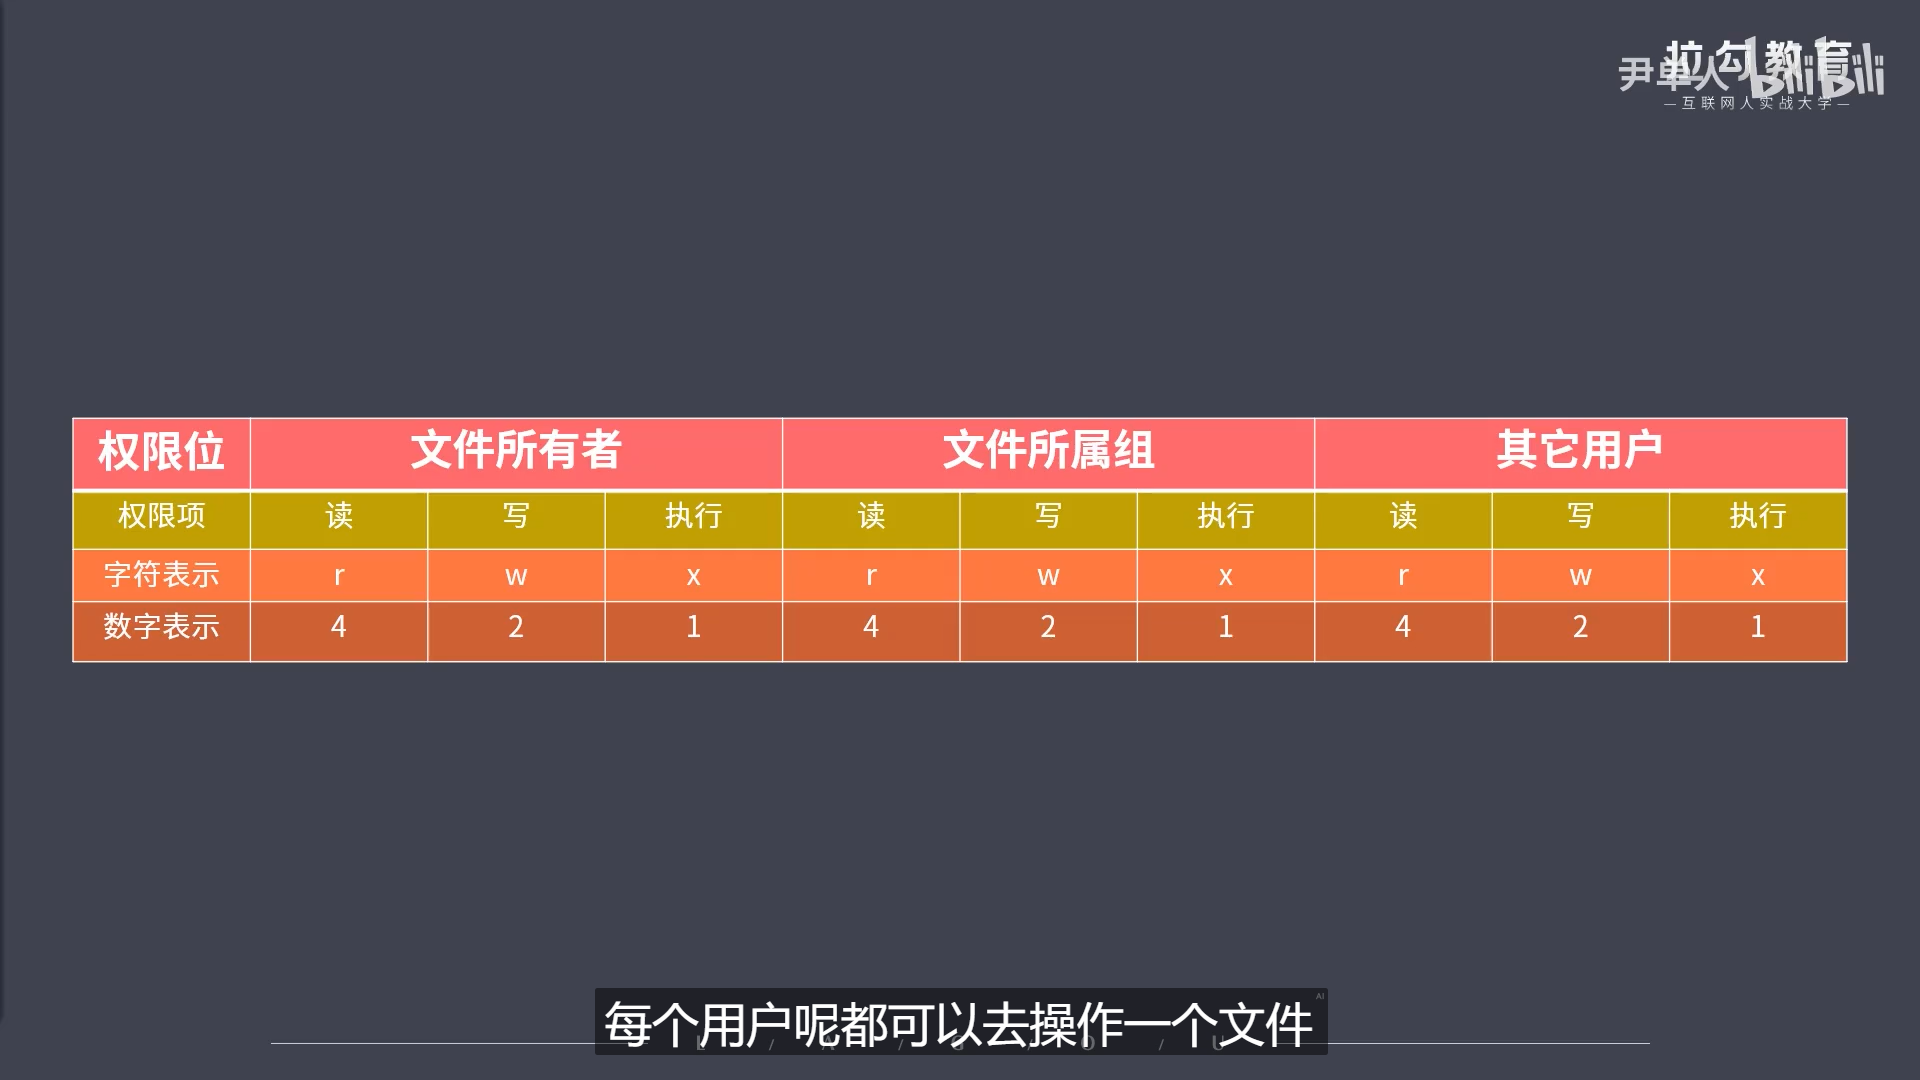 拉勾教育
尹单人
bilibili
—互联网人实战大学—
权限位 文件所有者 文件所属组 其它用户
权限项 读 写 执行 读 写 执行 读 写 执行
字符表示 r w x r w x r w x
数字表示 4 2 1 4 2 1 4 2 1
AI
每个用户呢都可以去操作一个文件
L / A / G / O / U